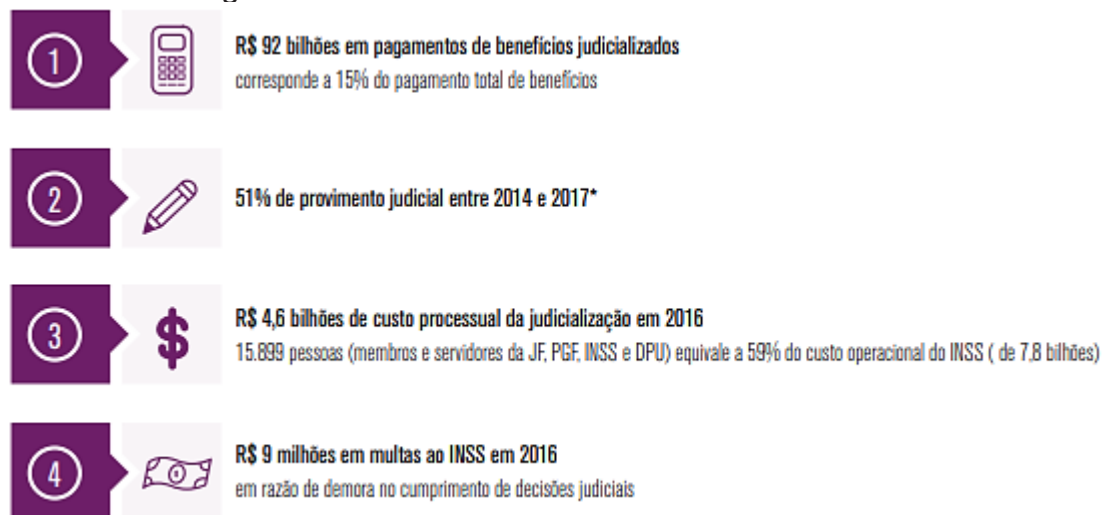 1
R$ 92 bilhões em pagamentos de benefícios judicializados
corresponde a 15% do pagamento total de benefícios
2
51% de provimento judicial entre 2014 e 2017*
3
R$ 4,6 bilhões de custo processual da judicialização em 2016
15.899 pessoas (membros e servidores da JF, PGF, INSS e DPU) equivale a 59% do custo operacional do INSS ( de 7,8 bilhões)
4
R$ 9 milhões em multas ao INSS em 2016
em razão de demora no cumprimento de decisões judiciais